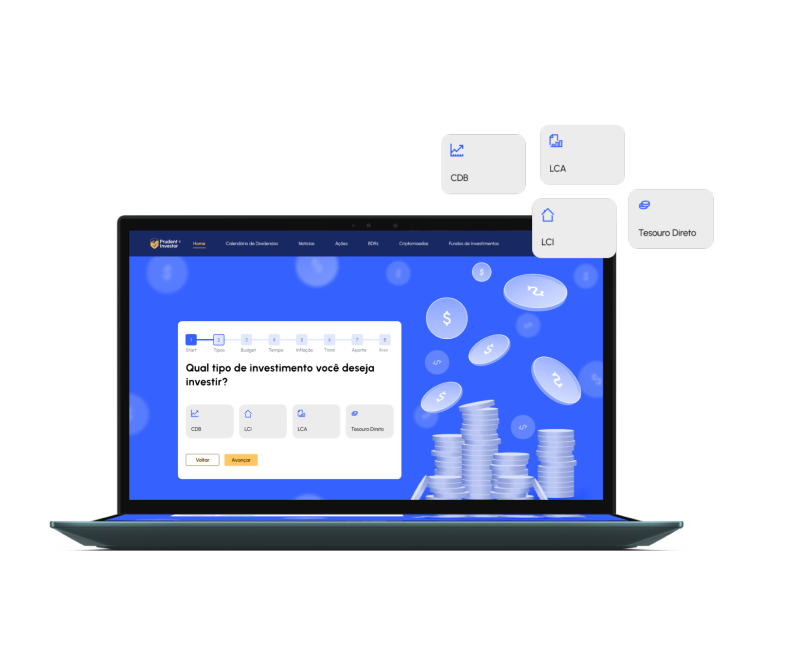 CDB
LCA
LCI
Tesouro Direto
Prudent
Investor
Home
Calendário de Dividendos
Notícias
Ações
BDRs
Criptomoedas
Fundos de Investimentos
1 2 3 4 5 6 7 8
Start Tipos Budget Tempo Inflação Taxa Aporte
Qual tipo de investimento você deseja
investir?
CDB
LCI
LCA
Tesouro Direto
Voltar
Avançar